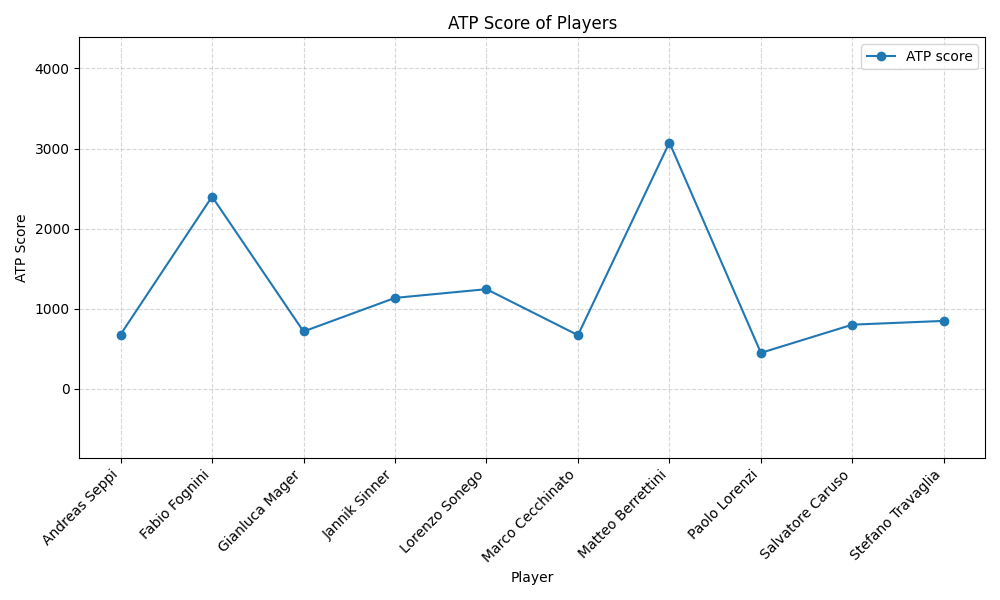 ATP Score of Players
ATP score
ATP Score
4000
3000
2000
1000
0
Andreas Seppi
Fabio Fognini
Gianluca Mager
Jannik Sinner
Lorenzo Sonego
Marco Cecchinato
Matteo Berrettini
Paolo Lorenzi
Salvatore Caruso
Stefano Travaglia
Player